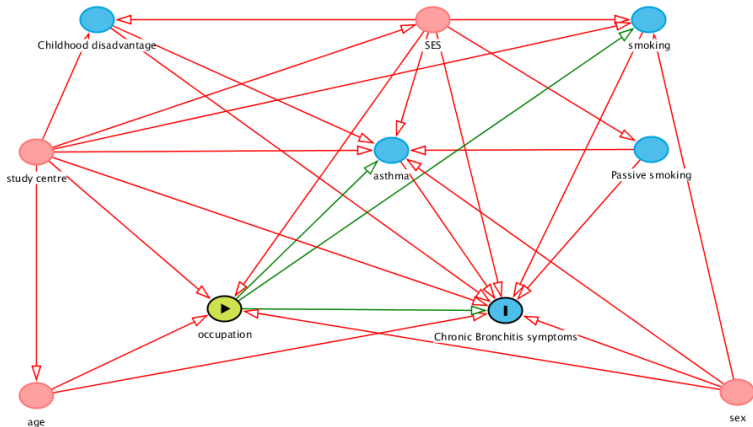 Childhood disadvantage
SES
smoking
study centre
asthma
Passive smoking
occupation
Chronic Bronchitis symptoms
age
sex